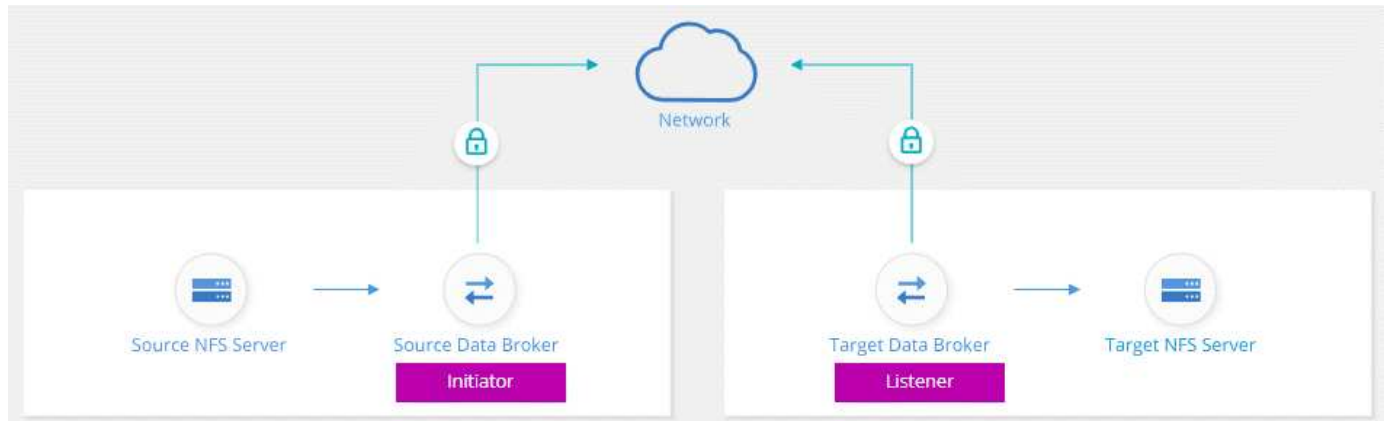 Network
Source NFS Server
Source Data Broker
Target Data Broker
Target NFS Server
Initiator
Listener